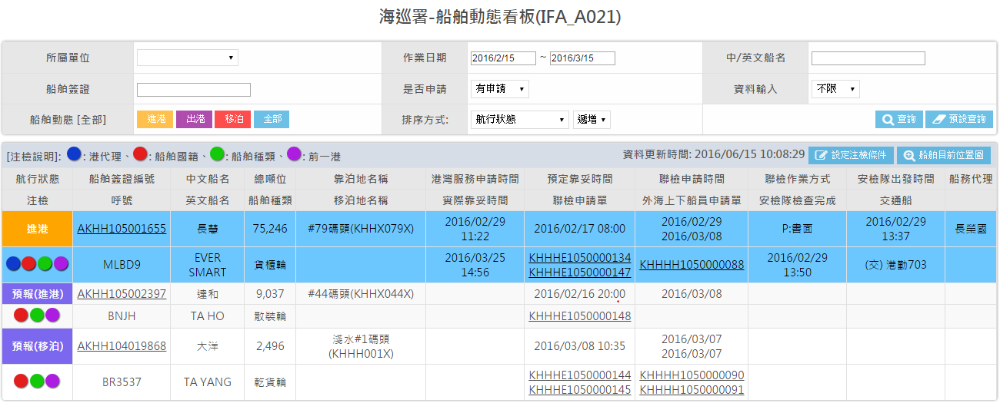 海巡署-船舶動態看板(IFA_A021)
所屬單位 作業日期 2016/2/15 ~ 2016/3/15 中/英文船名
船舶簽證 是否申請 有申請 資料輸入 不限
船舶動態 [全部] 進港 出港 移泊 全部 排序方式: 航行狀態 遞增 查詢 預設查詢
[注檢說明]: : 港代理、 : 船舶國籍、 : 船舶種類、 : 前一港 資料更新時間: 2016/06/15 10:08:29 設定注檢條件 船舶目前位置圖
航行狀態 船舶簽證編號 中文船名 總噸位 靠泊地名稱 港灣服務申請時間 預定靠妥時間 聯檢申請時間 聯檢作業方式 安檢隊出發時間 船務代理
注檢 呼號 英文船名 船舶種類 移泊地名稱 實際靠妥時間 聯檢申請單 外海上下船員申請單 安檢隊檢查完成 交通船
進港 AKHH105001655 長慧 75,246 #79碼頭(KHHX079X) 2016/02/29 11:22 2016/02/17 08:00 2016/02/29 2016/03/08 P:書面 2016/02/29 13:37 長榮國
MLBD9 EVER SMART 貨櫃輪 2016/03/25 14:56 KHHHE1050000134 KHHHE1050000147 KHHHH1050000088 2016/02/29 13:50 (交) 港勤703
預報(進港) AKHH105002397 達和 9,037 #44碼頭(KHHX044X) 2016/02/16 20:00 2016/03/08
BNJH TA HO 散裝輪 KHHHE1050000148
預報(移泊) AKHH104019868 大洋 2,496 淺水#1碼頭 (KHHH001X) 2016/03/08 10:35 2016/03/07 2016/03/07
BR3537 TA YANG 乾貨輪 KHHHE1050000144 KHHHE1050000145 KHHHH1050000090 KHHHH1050000091